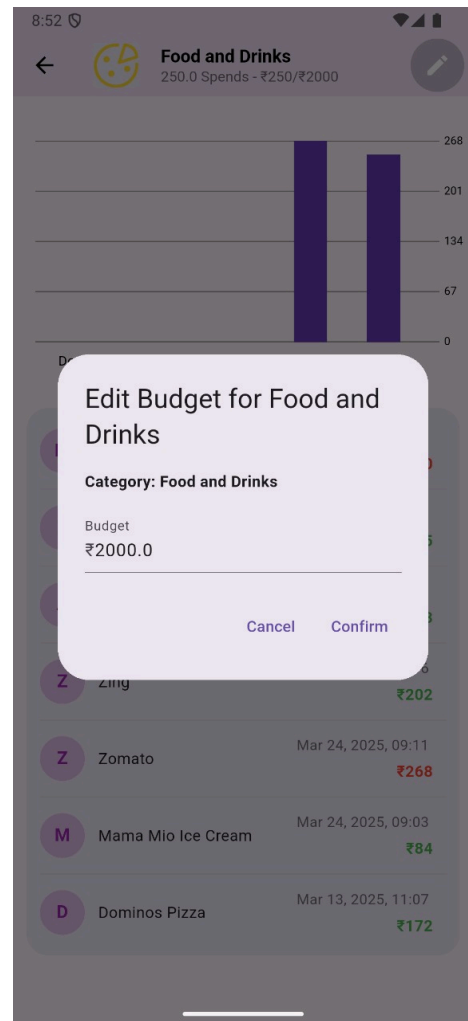 8:52
Food and Drinks
250.0 Spends - ₹250/₹2000
268
201
134
67
0
Edit Budget for Food and
Drinks
Category: Food and Drinks
Budget
₹2000.0
Cancel Confirm
Z Zing
₹202
Mar 24, 2025, 09:11
Z Zomato
₹268
Mar 24, 2025, 09:03
M Mama Mio Ice Cream
₹84
Mar 13, 2025, 11:07
D Dominos Pizza
₹172